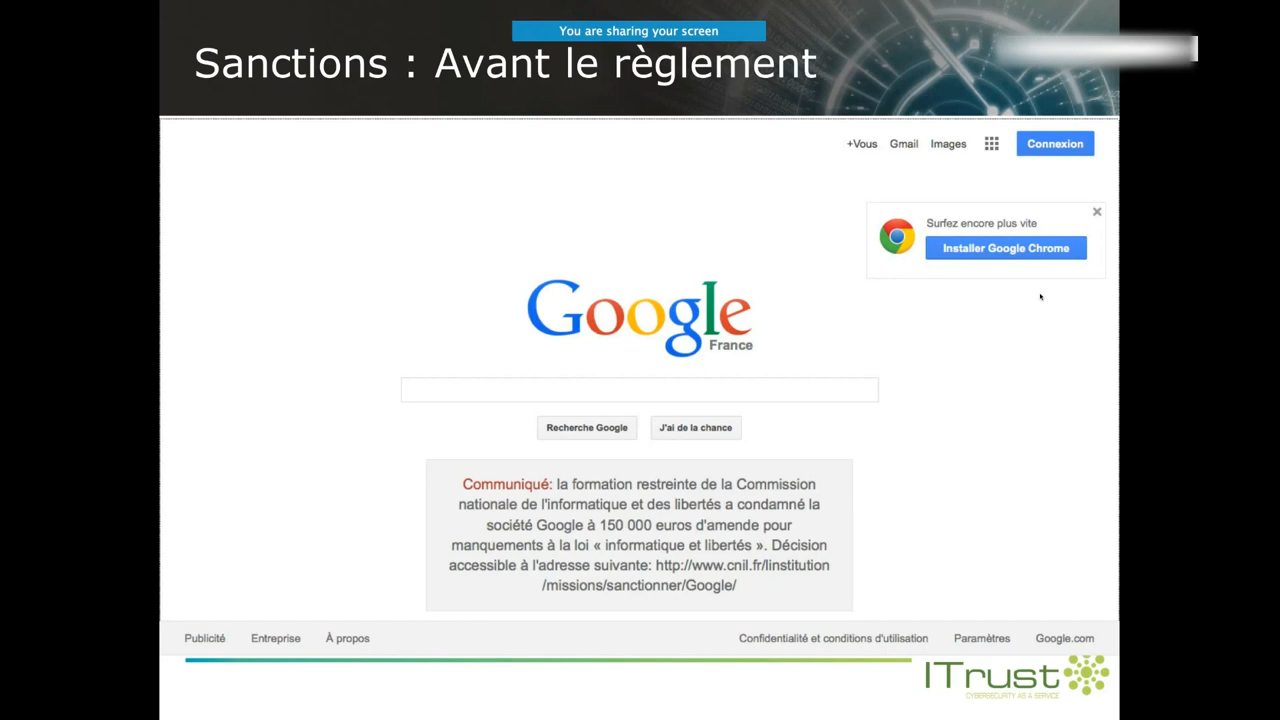 You are sharing your screen
Sanctions : Avant le règlement
+Vous Gmail Images Connexion
Surfez encore plus vite
Installer Google Chrome
Google
France
Recherche Google J'ai de la chance
Communiqué: la formation restreinte de la Commission
nationale de l'informatique et des libertés a condamné la
société Google à 150 000 euros d'amende pour
manquements à la loi « informatique et libertés ». Décision
accessible à l'adresse suivante: http://www.cnil.fr/linstitution
/missions/sanctionner/Google/
Publicité Entreprise À propos Confidentialité et conditions d'utilisation Paramètres Google.com
ITrust
CYBERSECURITY AS A SERVICE